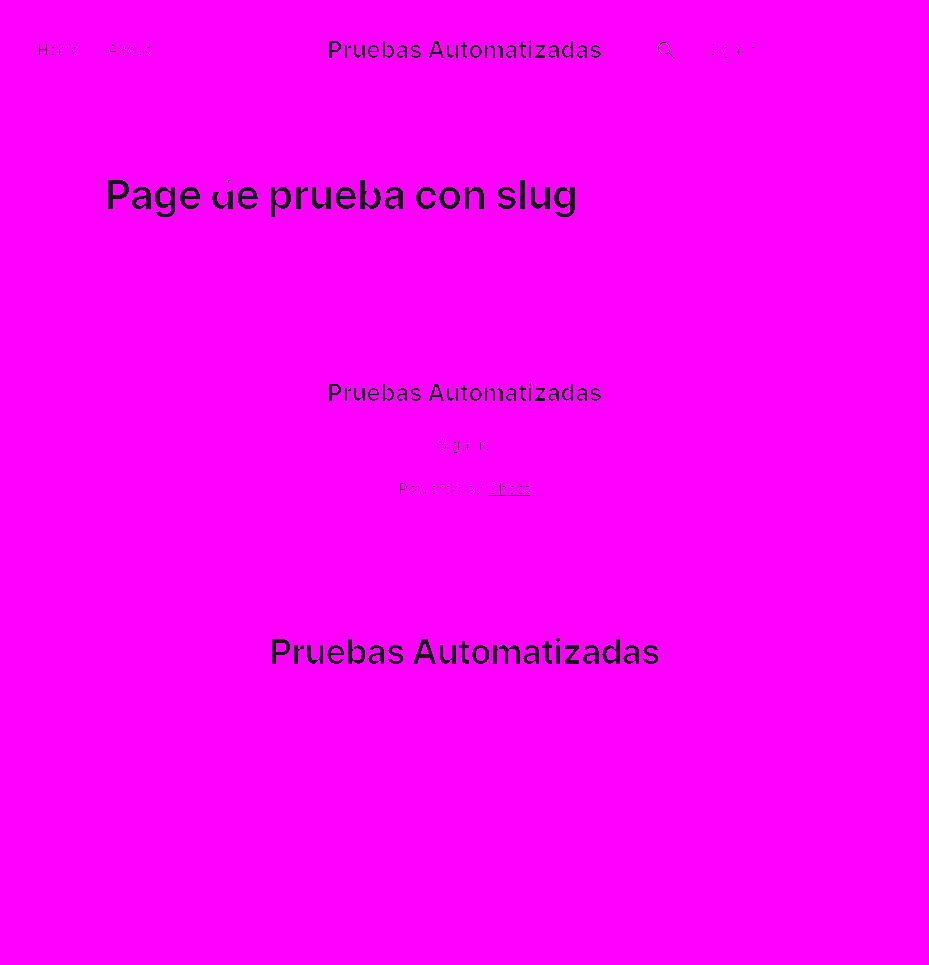 Home About Pruebas Automatizadas Sign in
Page de prueba con slug
Pruebas Automatizadas
Sign up
Powered by Ghost
Pruebas Automatizadas